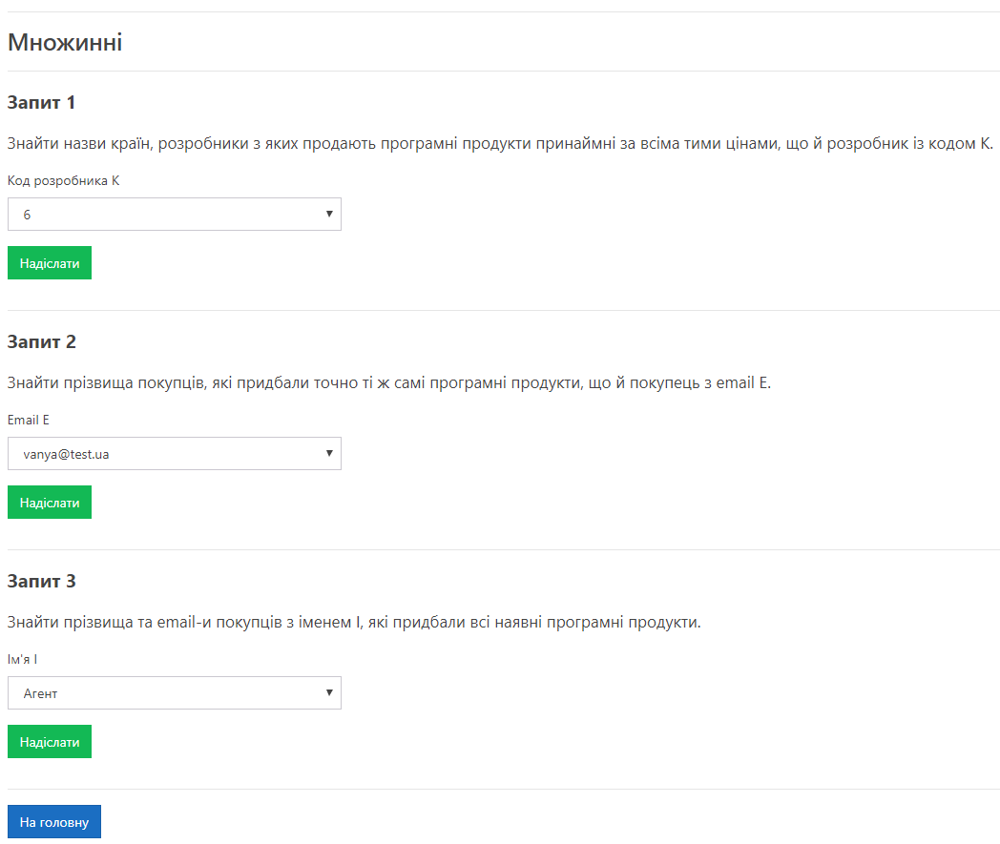 Множинні
Запит 1
Знайти назви країн, розробники з яких продають програмні продукти принаймні за всіма тими цінами, що й розробник із кодом К.
Код розробника К
6
Надіслати
Запит 2
Знайти прізвища покупців, які придбали точно ті ж самі програмні продукти, що й покупець з email E.
Email E
vanya@test.ua
Надіслати
Запит 3
Знайти прізвища та email-и покупців з іменем І, які придбали всі наявні програмні продукти.
Ім'я І
Агент
Надіслати
На головну